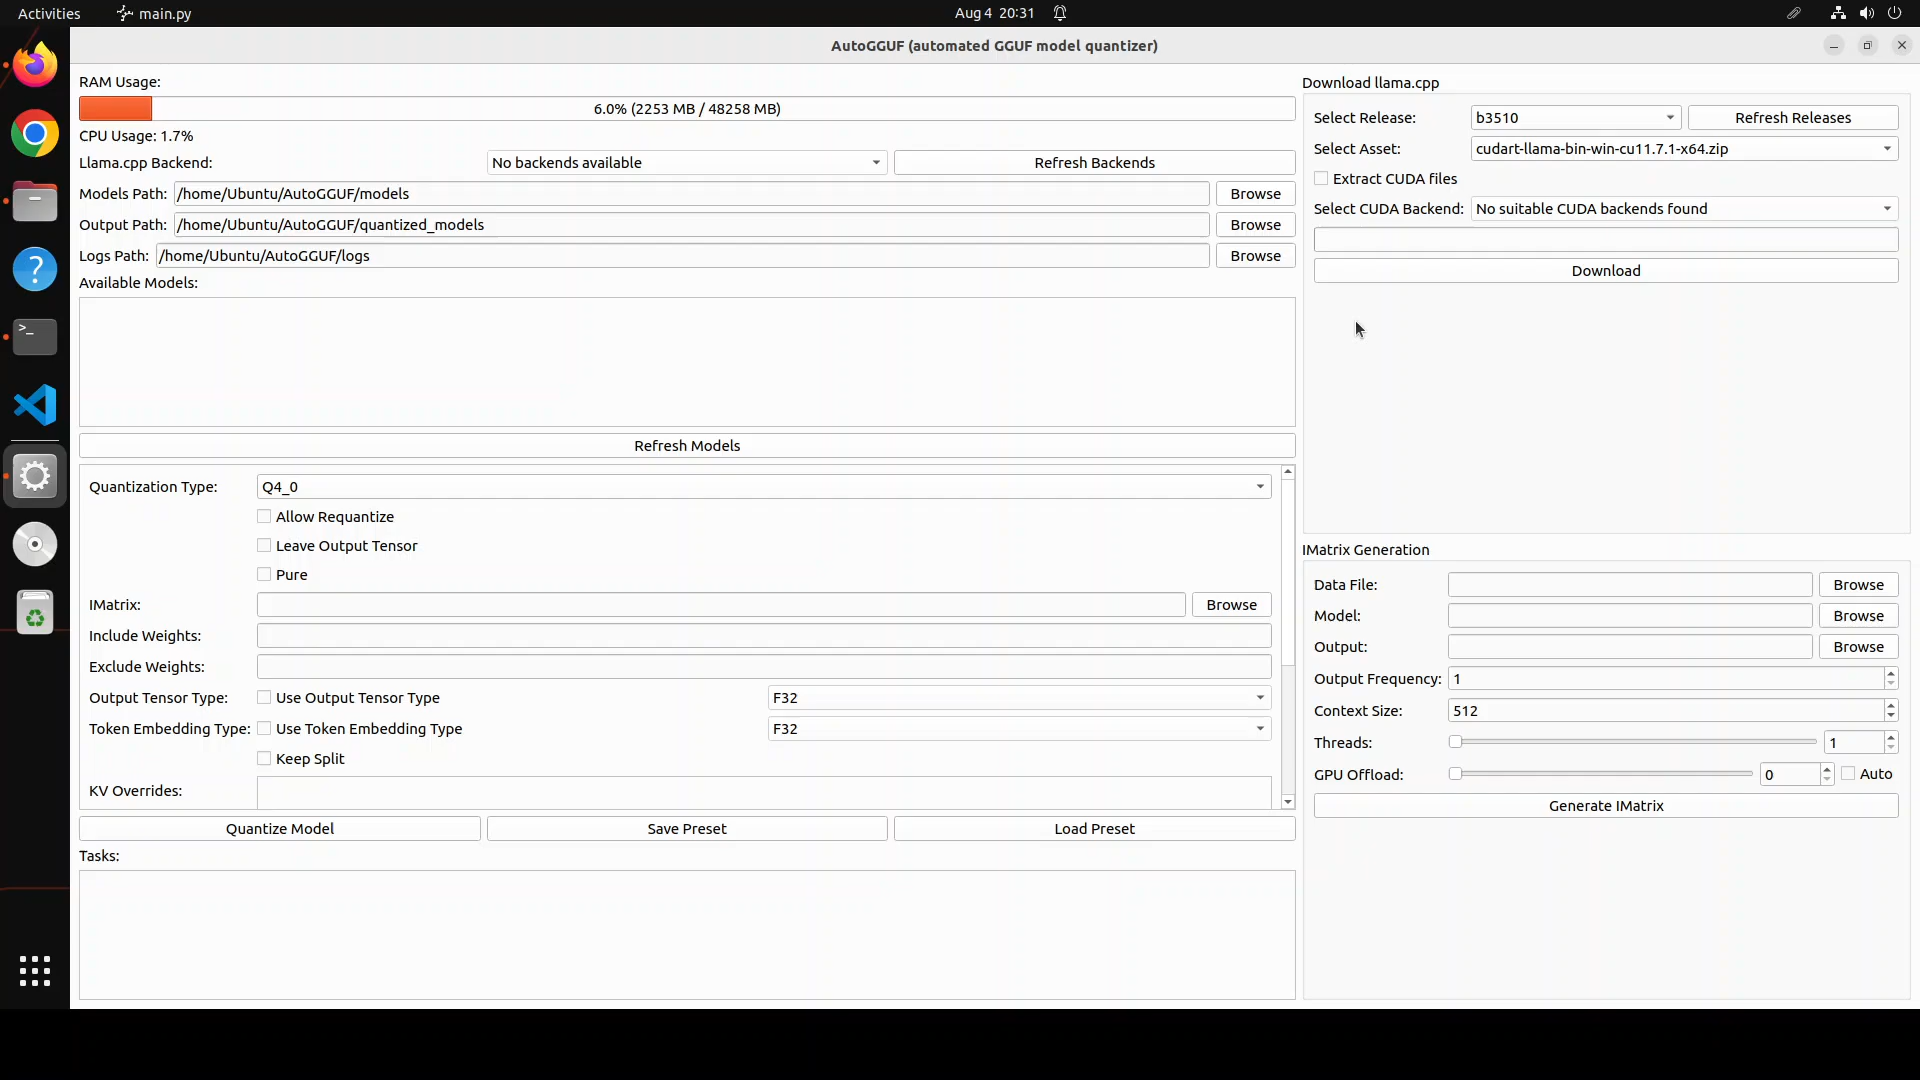 Activities
main.py
Aug 4 20:31
AutoGGUF (automated GGUF model quantizer)
RAM Usage:
6.0% (2253 MB / 48258 MB)
CPU Usage: 1.7%
Llama.cpp Backend:
No backends available
Refresh Backends
Models Path:
/home/Ubuntu/AutoGGUF/models
Browse
Output Path:
/home/Ubuntu/AutoGGUF/quantized_models
Browse
Logs Path:
/home/Ubuntu/AutoGGUF/logs
Browse
Available Models:
Refresh Models
Quantization Type:
Q4_0
Allow Requantize
Leave Output Tensor
Pure
IMatrix:
Browse
Include Weights:
Exclude Weights:
Output Tensor Type:
Use Output Tensor Type
F32
Token Embedding Type:
Use Token Embedding Type
F32
Keep Split
KV Overrides:
Quantize Model
Save Preset
Load Preset
Tasks:
Download llama.cpp
Select Release:
b3510
Refresh Releases
Select Asset:
cudart-llama-bin-win-cu11.7.1-x64.zip
Extract CUDA files
Select CUDA Backend:
No suitable CUDA backends found
Download
IMatrix Generation
Data File:
Browse
Model:
Browse
Output:
Browse
Output Frequency:
1
Context Size:
512
Threads:
1
GPU Offload:
0
Auto
Generate IMatrix